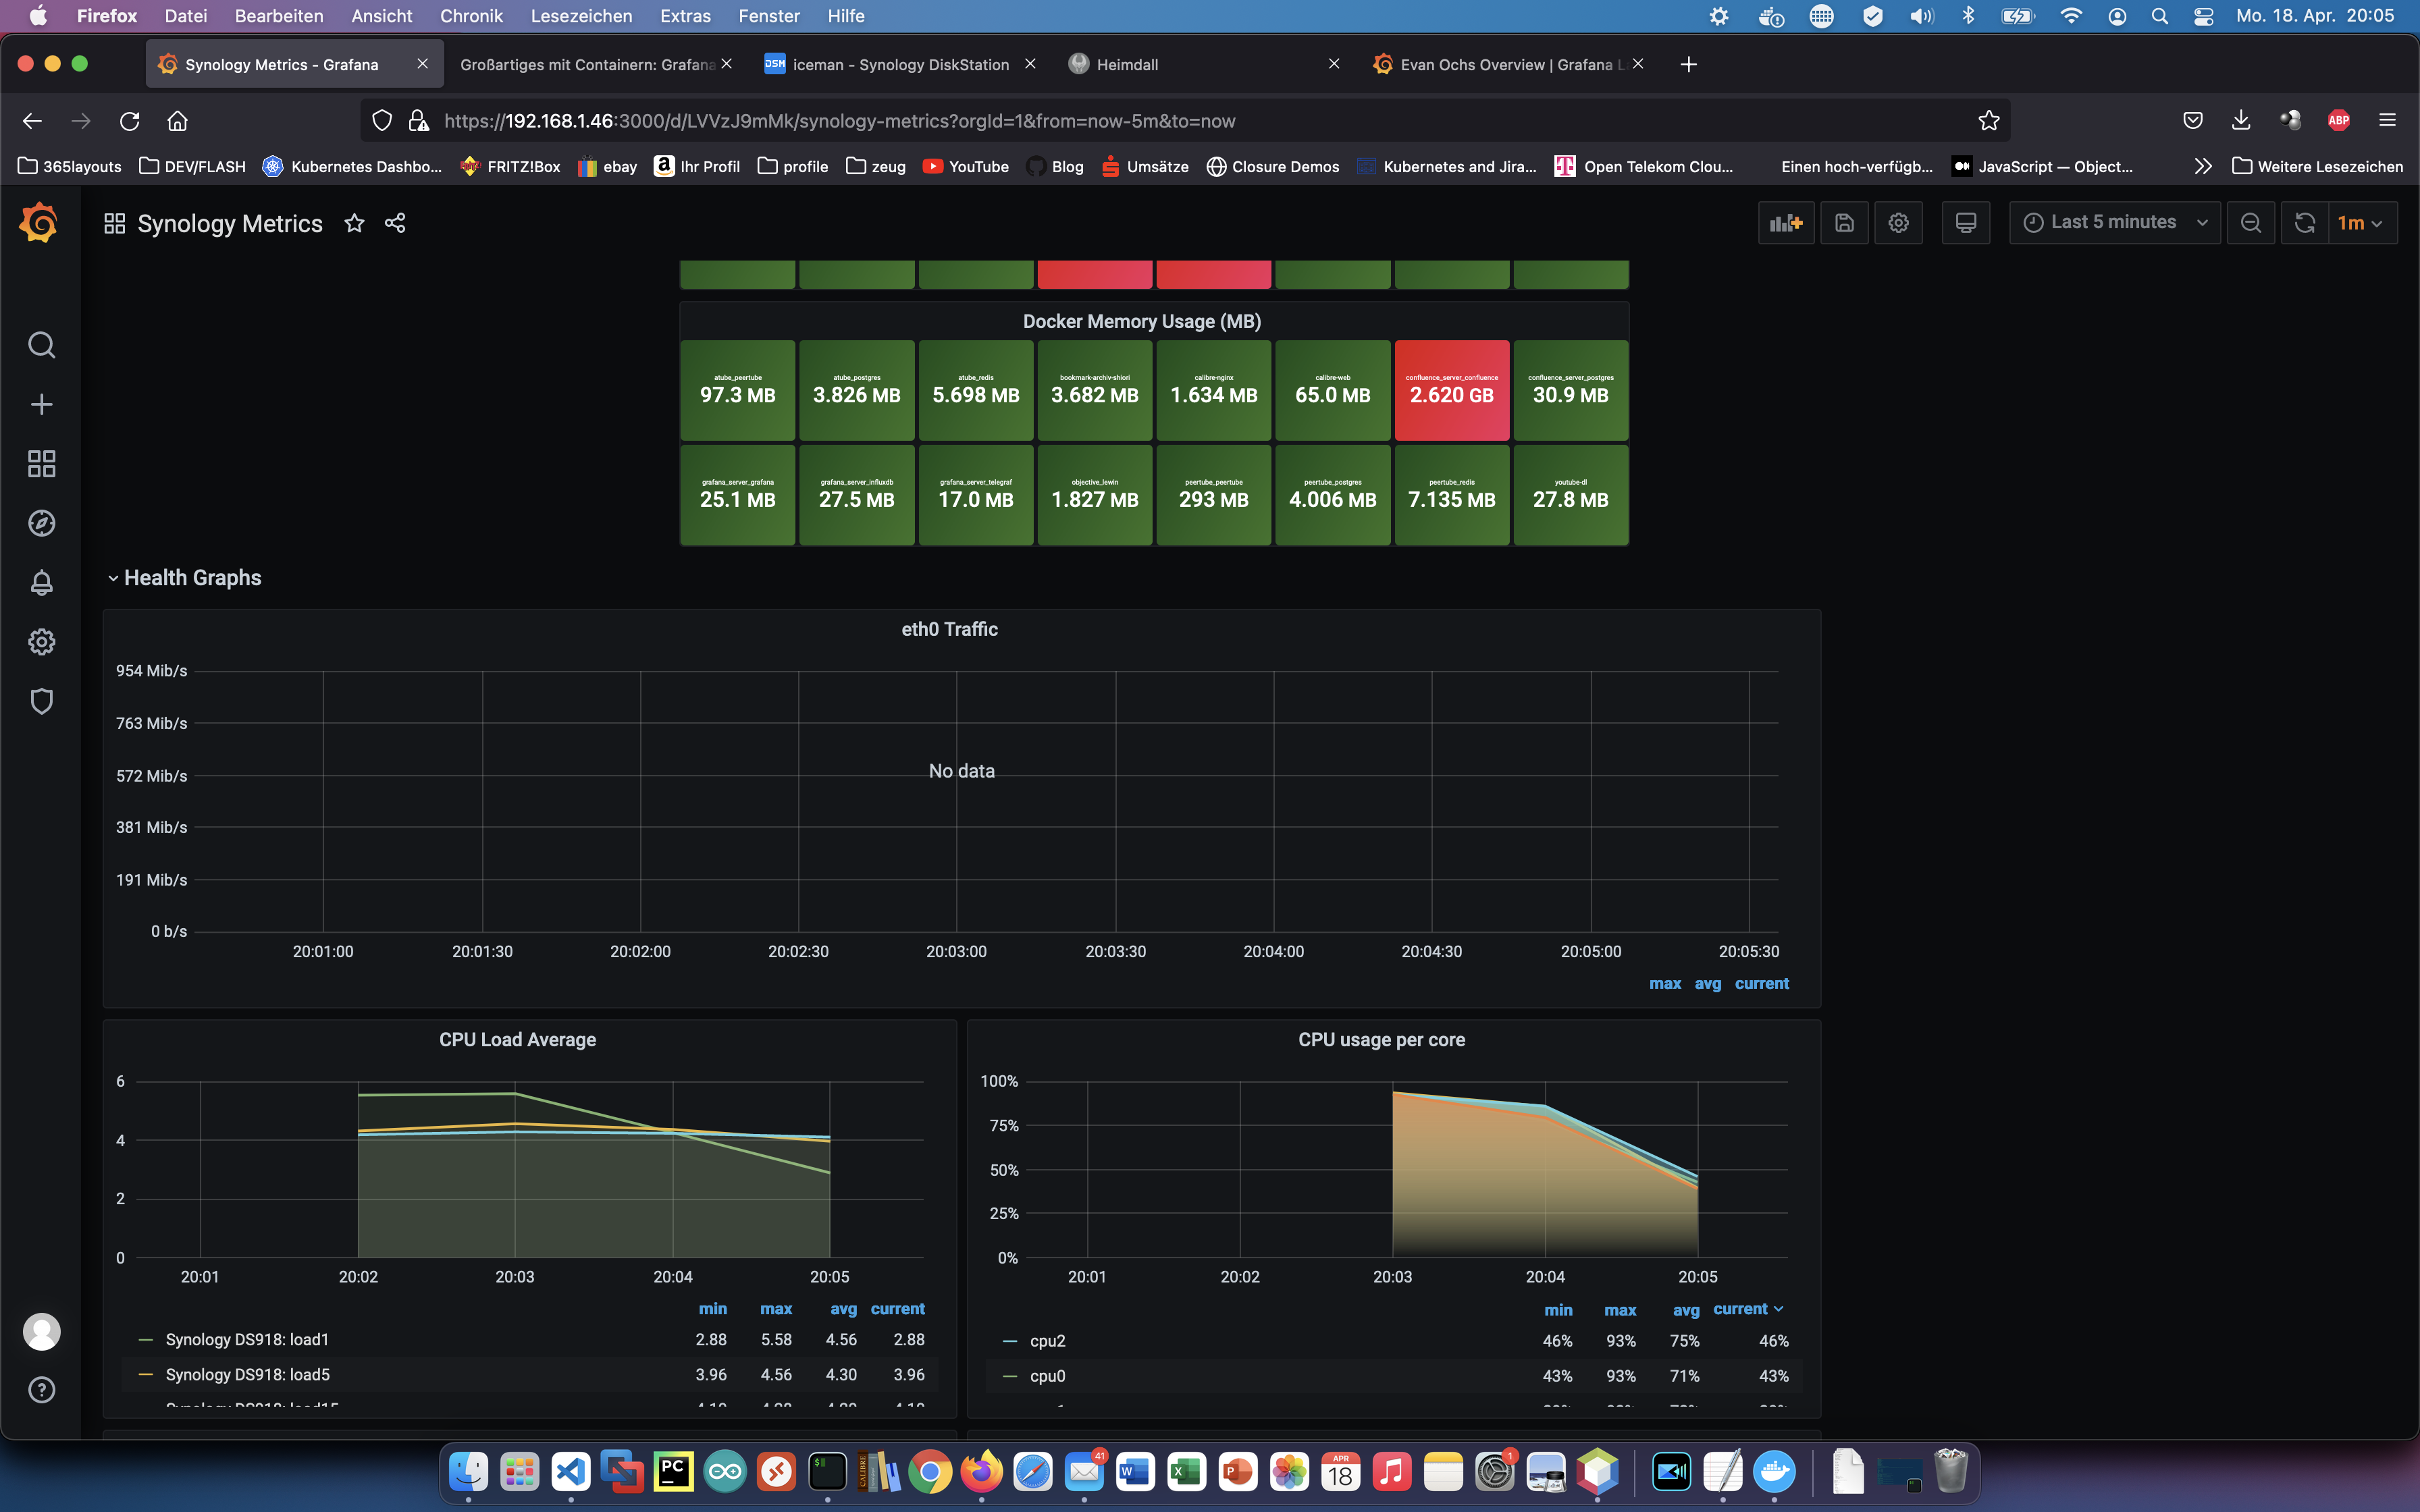 Firefox Datei Bearbeiten Ansicht Chronik Lesezeichen Extras Fenster Hilfe Mo. 18. Apr. 20:05
Synology Metrics - Grafana Großartiges mit Containern: Grafana DSM iceman - Synology DiskStation Heimdall Evan Ochs Overview | Grafana L
https://192.168.1.46:3000/d/LVVzJ9mMk/synology-metrics?orgId=1&from=now-5m&to=now ABP
365layouts DEV/FLASH Kubernetes Dashbo... FRITZ!Box ebay Ihr Profil profile zeug YouTube Blog Umsätze Closure Demos Kubernetes and Jira... Open Telekom Clou... Einen hoch-verfügb... JavaScript — Object... Weitere Lesezeichen
Synology Metrics Last 5 minutes 1m
Docker Memory Usage (MB)
atube_peertube atube_postgres atube_redis bookmark-archiv-shiori calibre-nginx calibre-web confluence_server_confluence confluence_server_postgres
97.3 MB 3.826 MB 5.698 MB 3.682 MB 1.634 MB 65.0 MB 2.620 GB 30.9 MB
grafana_server_grafana grafana_server_influxdb grafana_server_telegraf objective_lewin peertube_peertube peertube_postgres peertube_redis youtube-dl
25.1 MB 27.5 MB 17.0 MB 1.827 MB 293 MB 4.006 MB 7.135 MB 27.8 MB
Health Graphs
eth0 Traffic
954 Mib/s
763 Mib/s
572 Mib/s
No data
381 Mib/s
191 Mib/s
0 b/s
20:01:00 20:01:30 20:02:00 20:02:30 20:03:00 20:03:30 20:04:00 20:04:30 20:05:00 20:05:30
max avg current
CPU Load Average
6
4
2
0
20:01 20:02 20:03 20:04 20:05
min max avg current
Synology DS918: load1 2.88 5.58 4.56 2.88
Synology DS918: load5 3.96 4.56 4.30 3.96
CPU usage per core
100%
75%
50%
25%
0%
20:01 20:02 20:03 20:04 20:05
min max avg current
cpu2 46% 93% 75% 46%
cpu0 43% 93% 71% 43%
PC CALIBRE 41 W X P APR 18 1